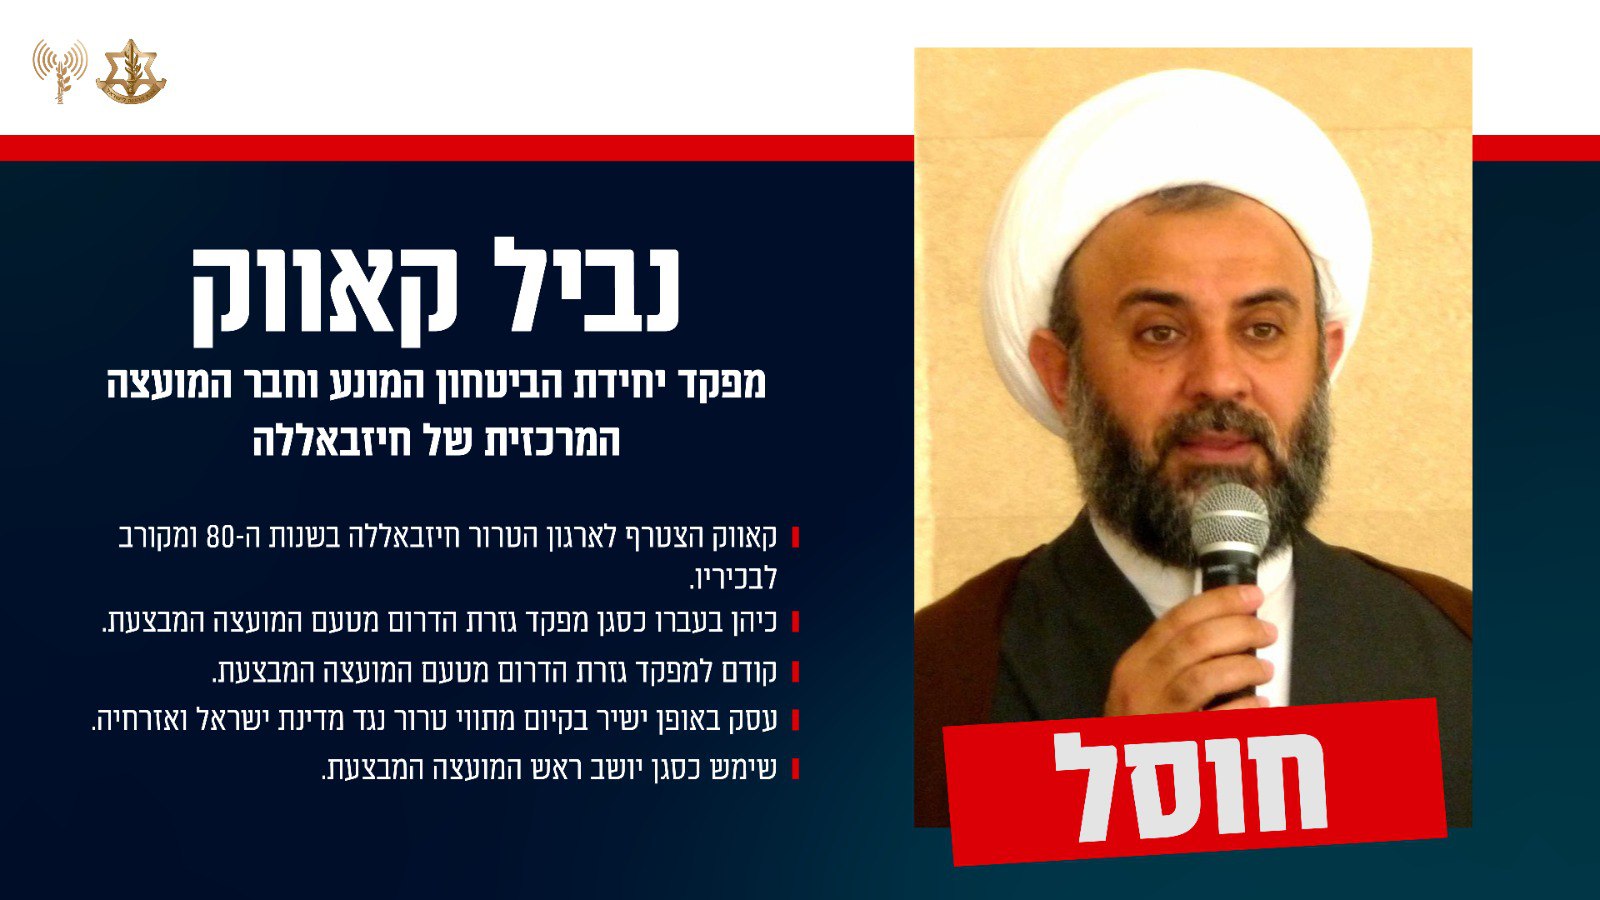 נביל קאווק
מפקד יחידת הביטחון המונע וחבר המועצה
המרכזית של חיזבאללה
קאווק הצטרף לארגון הטרור חיזבאללה בשנות ה-80 ומקורב
לבכיריו.
כיהן בעברו כסגן מפקד גזרת הדרום מטעם המועצה המבצעת.
קודם למפקד גזרת הדרום מטעם המועצה המבצעת.
עסק באופן ישיר בקיום מתווי טרור נגד מדינת ישראל ואזרחיה.
שימש כסגן יושב ראש המועצה המבצעת.
חוסל